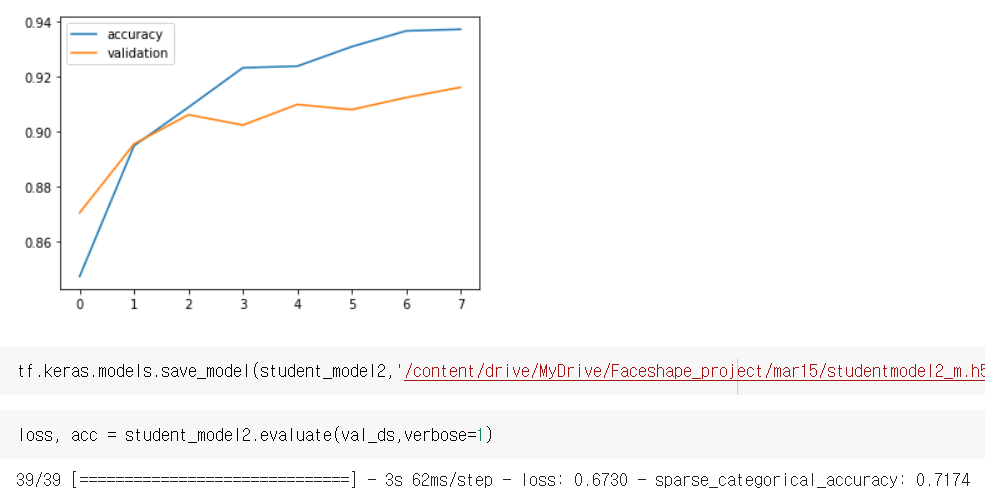 0.94
accuracy
validation
0.92
0.90
0.88
0.86
0 1 2 3 4 5 6 7
tf.keras.models.save_model(student_model2,'/content/drive/MyDrive/Faceshape_project/mar15/studentmodel2_m.h5
loss, acc = student_model2.evaluate(val_ds,verbose=1)
39/39 [==============================] - 3s 62ms/step - loss: 0.6730 - sparse_categorical_accuracy: 0.7174